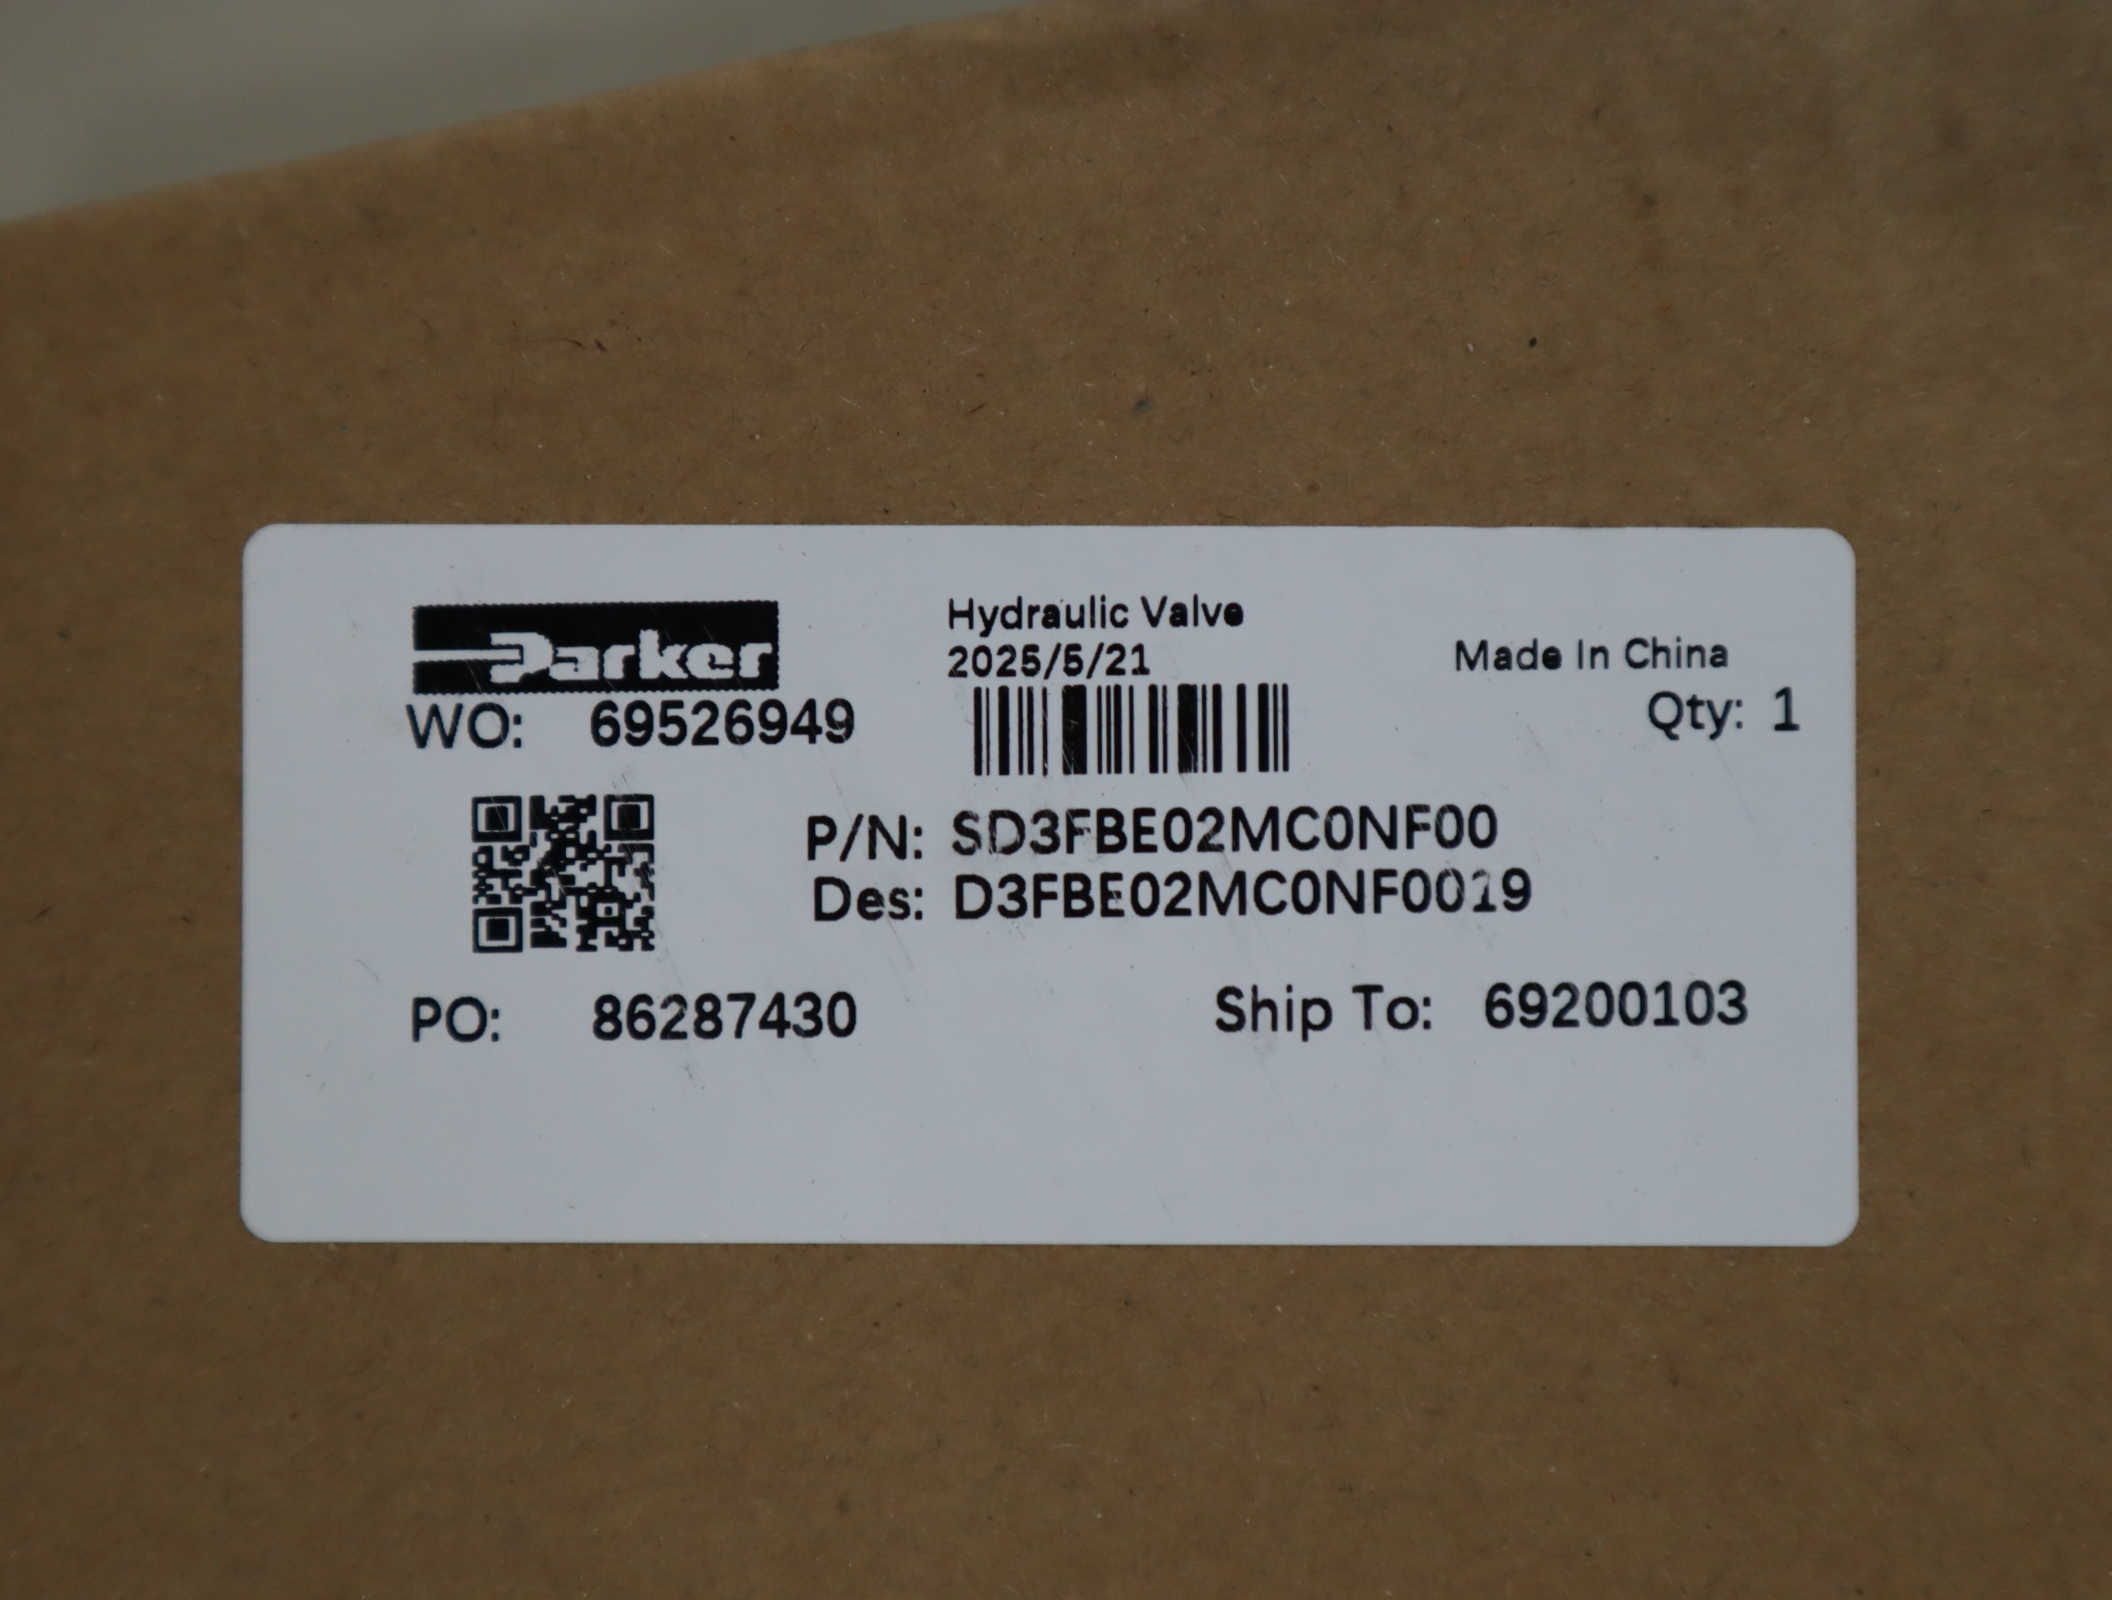 Parker
Hydraulic Valve
2025/5/21
Made In China
WO: 69526949
Qty: 1
P/N: SD3FBE02MC0NF00
Des: D3FBE02MC0NF0019
PO: 86287430
Ship To: 69200103